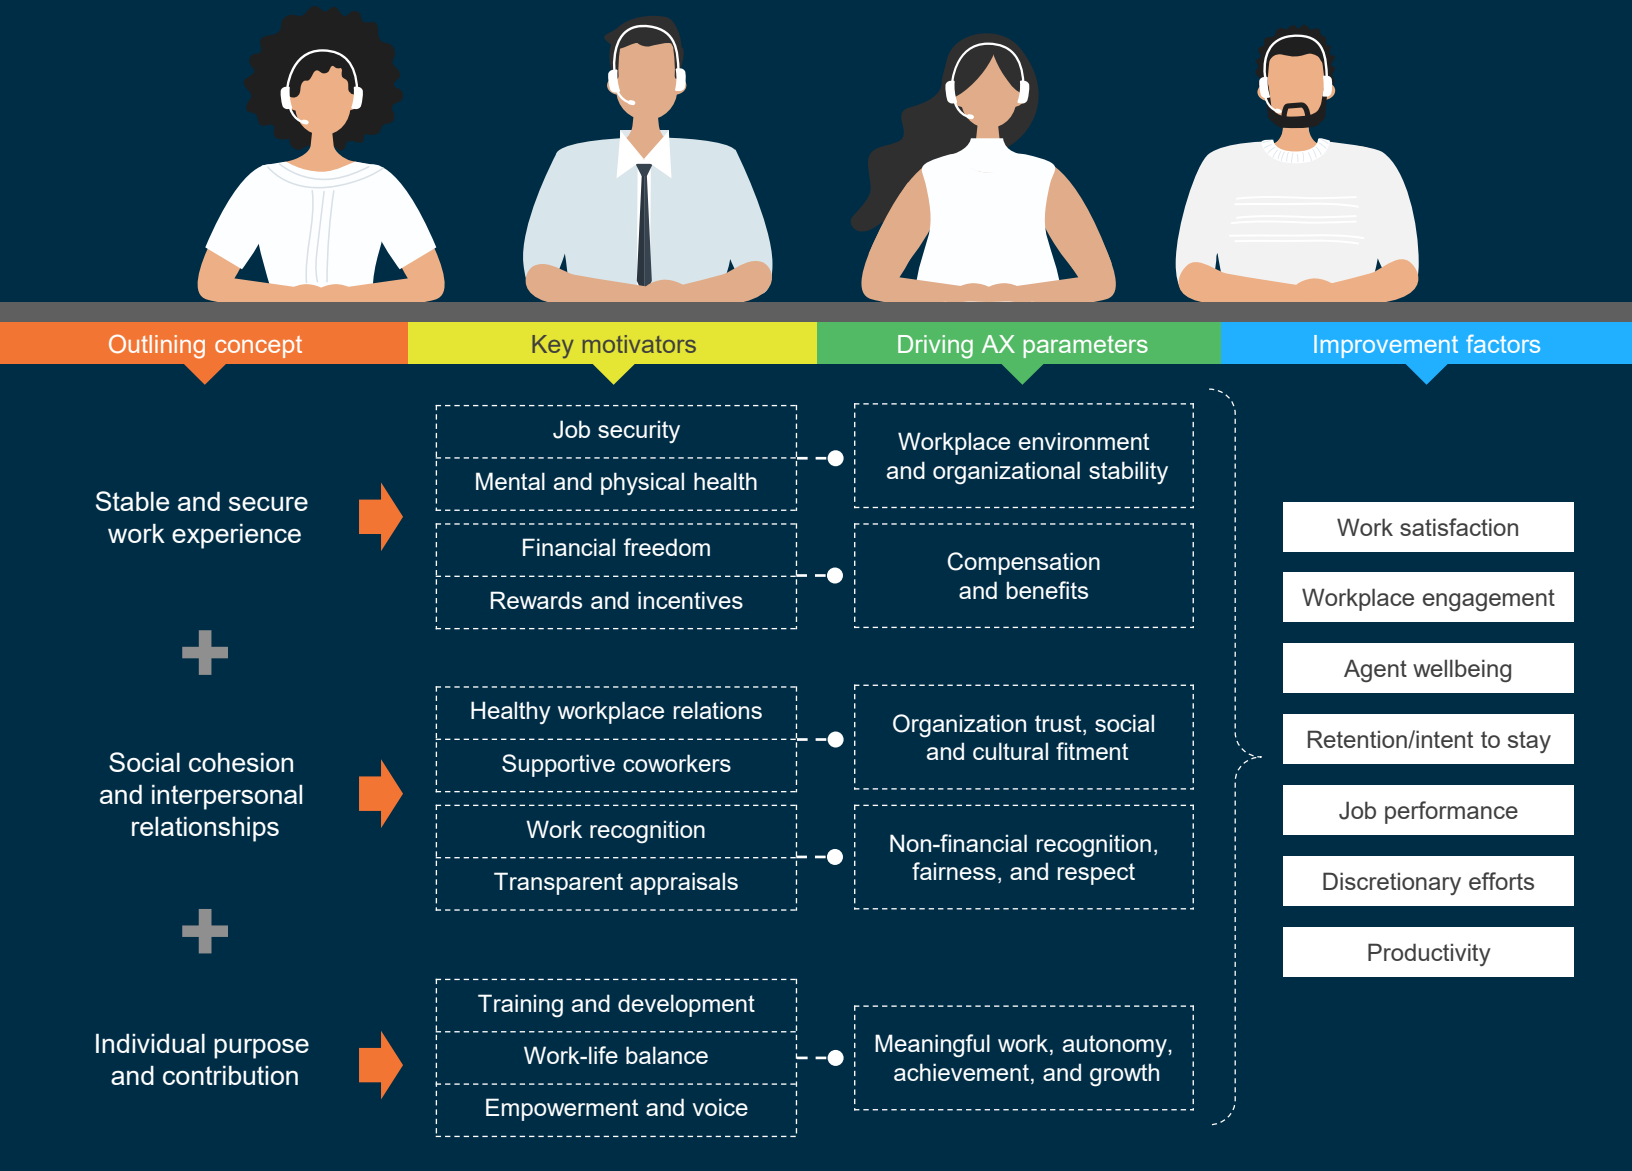 Outlining concept
Key motivators
Driving AX parameters
Improvement factors
Stable and secure
work experience
Job security
Mental and physical health
Workplace environment
and organizational stability
Financial freedom
Rewards and incentives
Compensation
and benefits
Social cohesion
and interpersonal
relationships
Healthy workplace relations
Supportive coworkers
Organization trust, social
and cultural fitment
Work recognition
Transparent appraisals
Non-financial recognition,
fairness, and respect
Individual purpose
and contribution
Training and development
Work-life balance
Empowerment and voice
Meaningful work, autonomy,
achievement, and growth
Work satisfaction
Workplace engagement
Agent wellbeing
Retention/intent to stay
Job performance
Discretionary efforts
Productivity